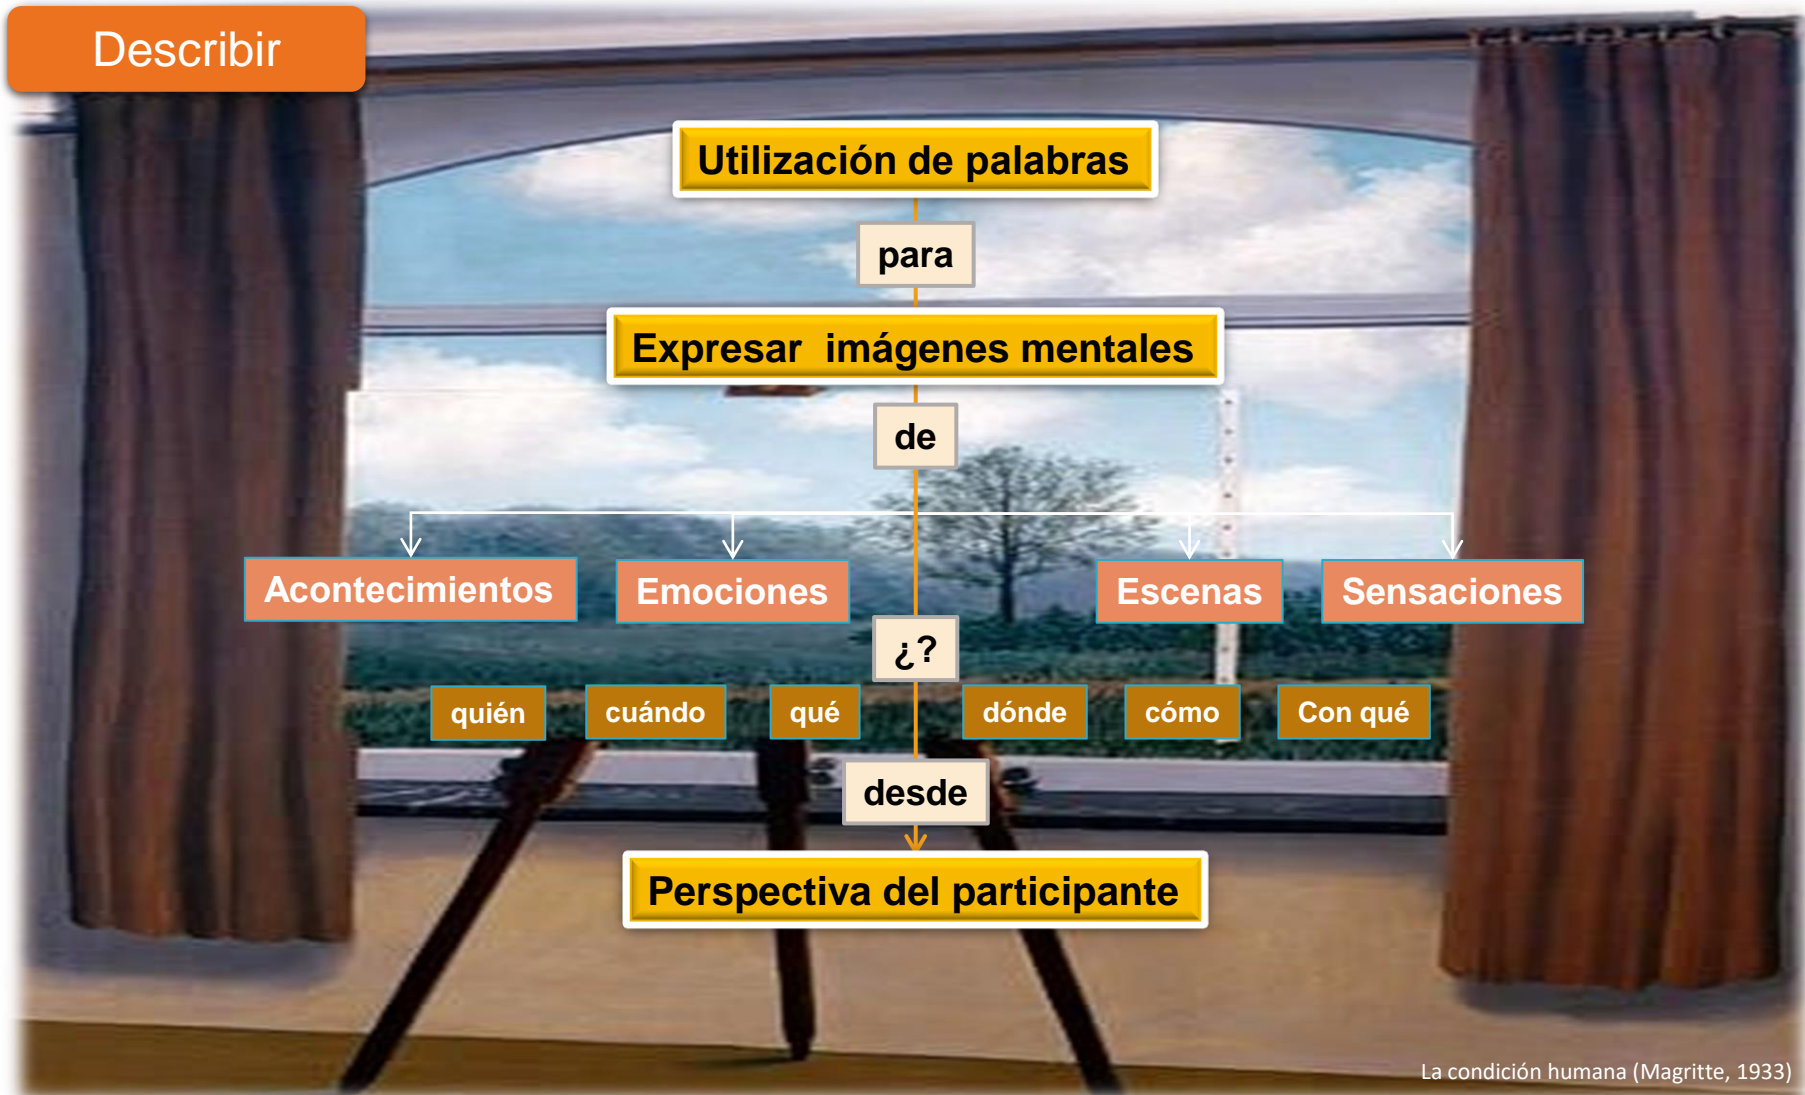 Describir
Utilización de palabras
para
Expresar imágenes mentales
de
Acontecimientos
Emociones
Escenas
Sensaciones
¿?
quién
cuándo
qué
dónde
cómo
Con qué
desde
Perspectiva del participante
La condición humana (Magritte, 1933)